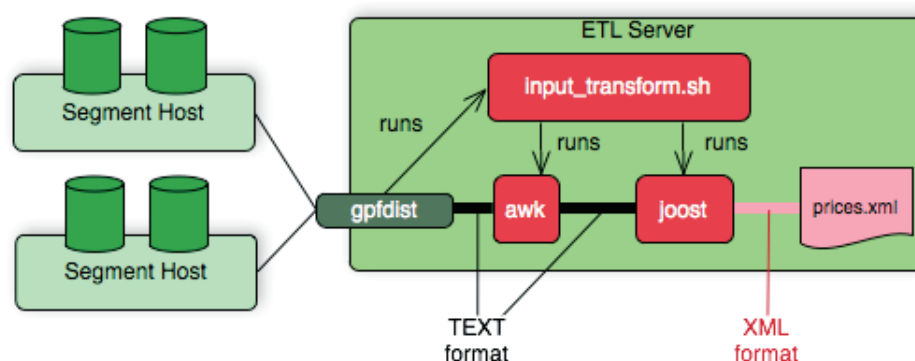 ETL Server
input_transform.sh
Segment Host
runs
runs
runs
gpfdist
awk
joost
prices.xml
Segment Host
TEXT
format
XML
format